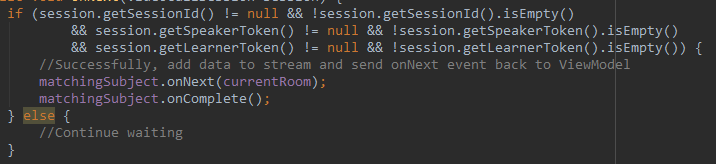 if (session.getSessionId() != null && !session.getSessionId().isEmpty()
&& session.getSpeakerToken() != null && !session.getSpeakerToken().isEmpty()
&& session.getLearnerToken() != null && !session.getLearnerToken().isEmpty()) {
//Successfully, add data to stream and send onNext event back to ViewModel
matchingSubject.onNext(currentRoom);
matchingSubject.onComplete();
} else {
//Continue waiting
}